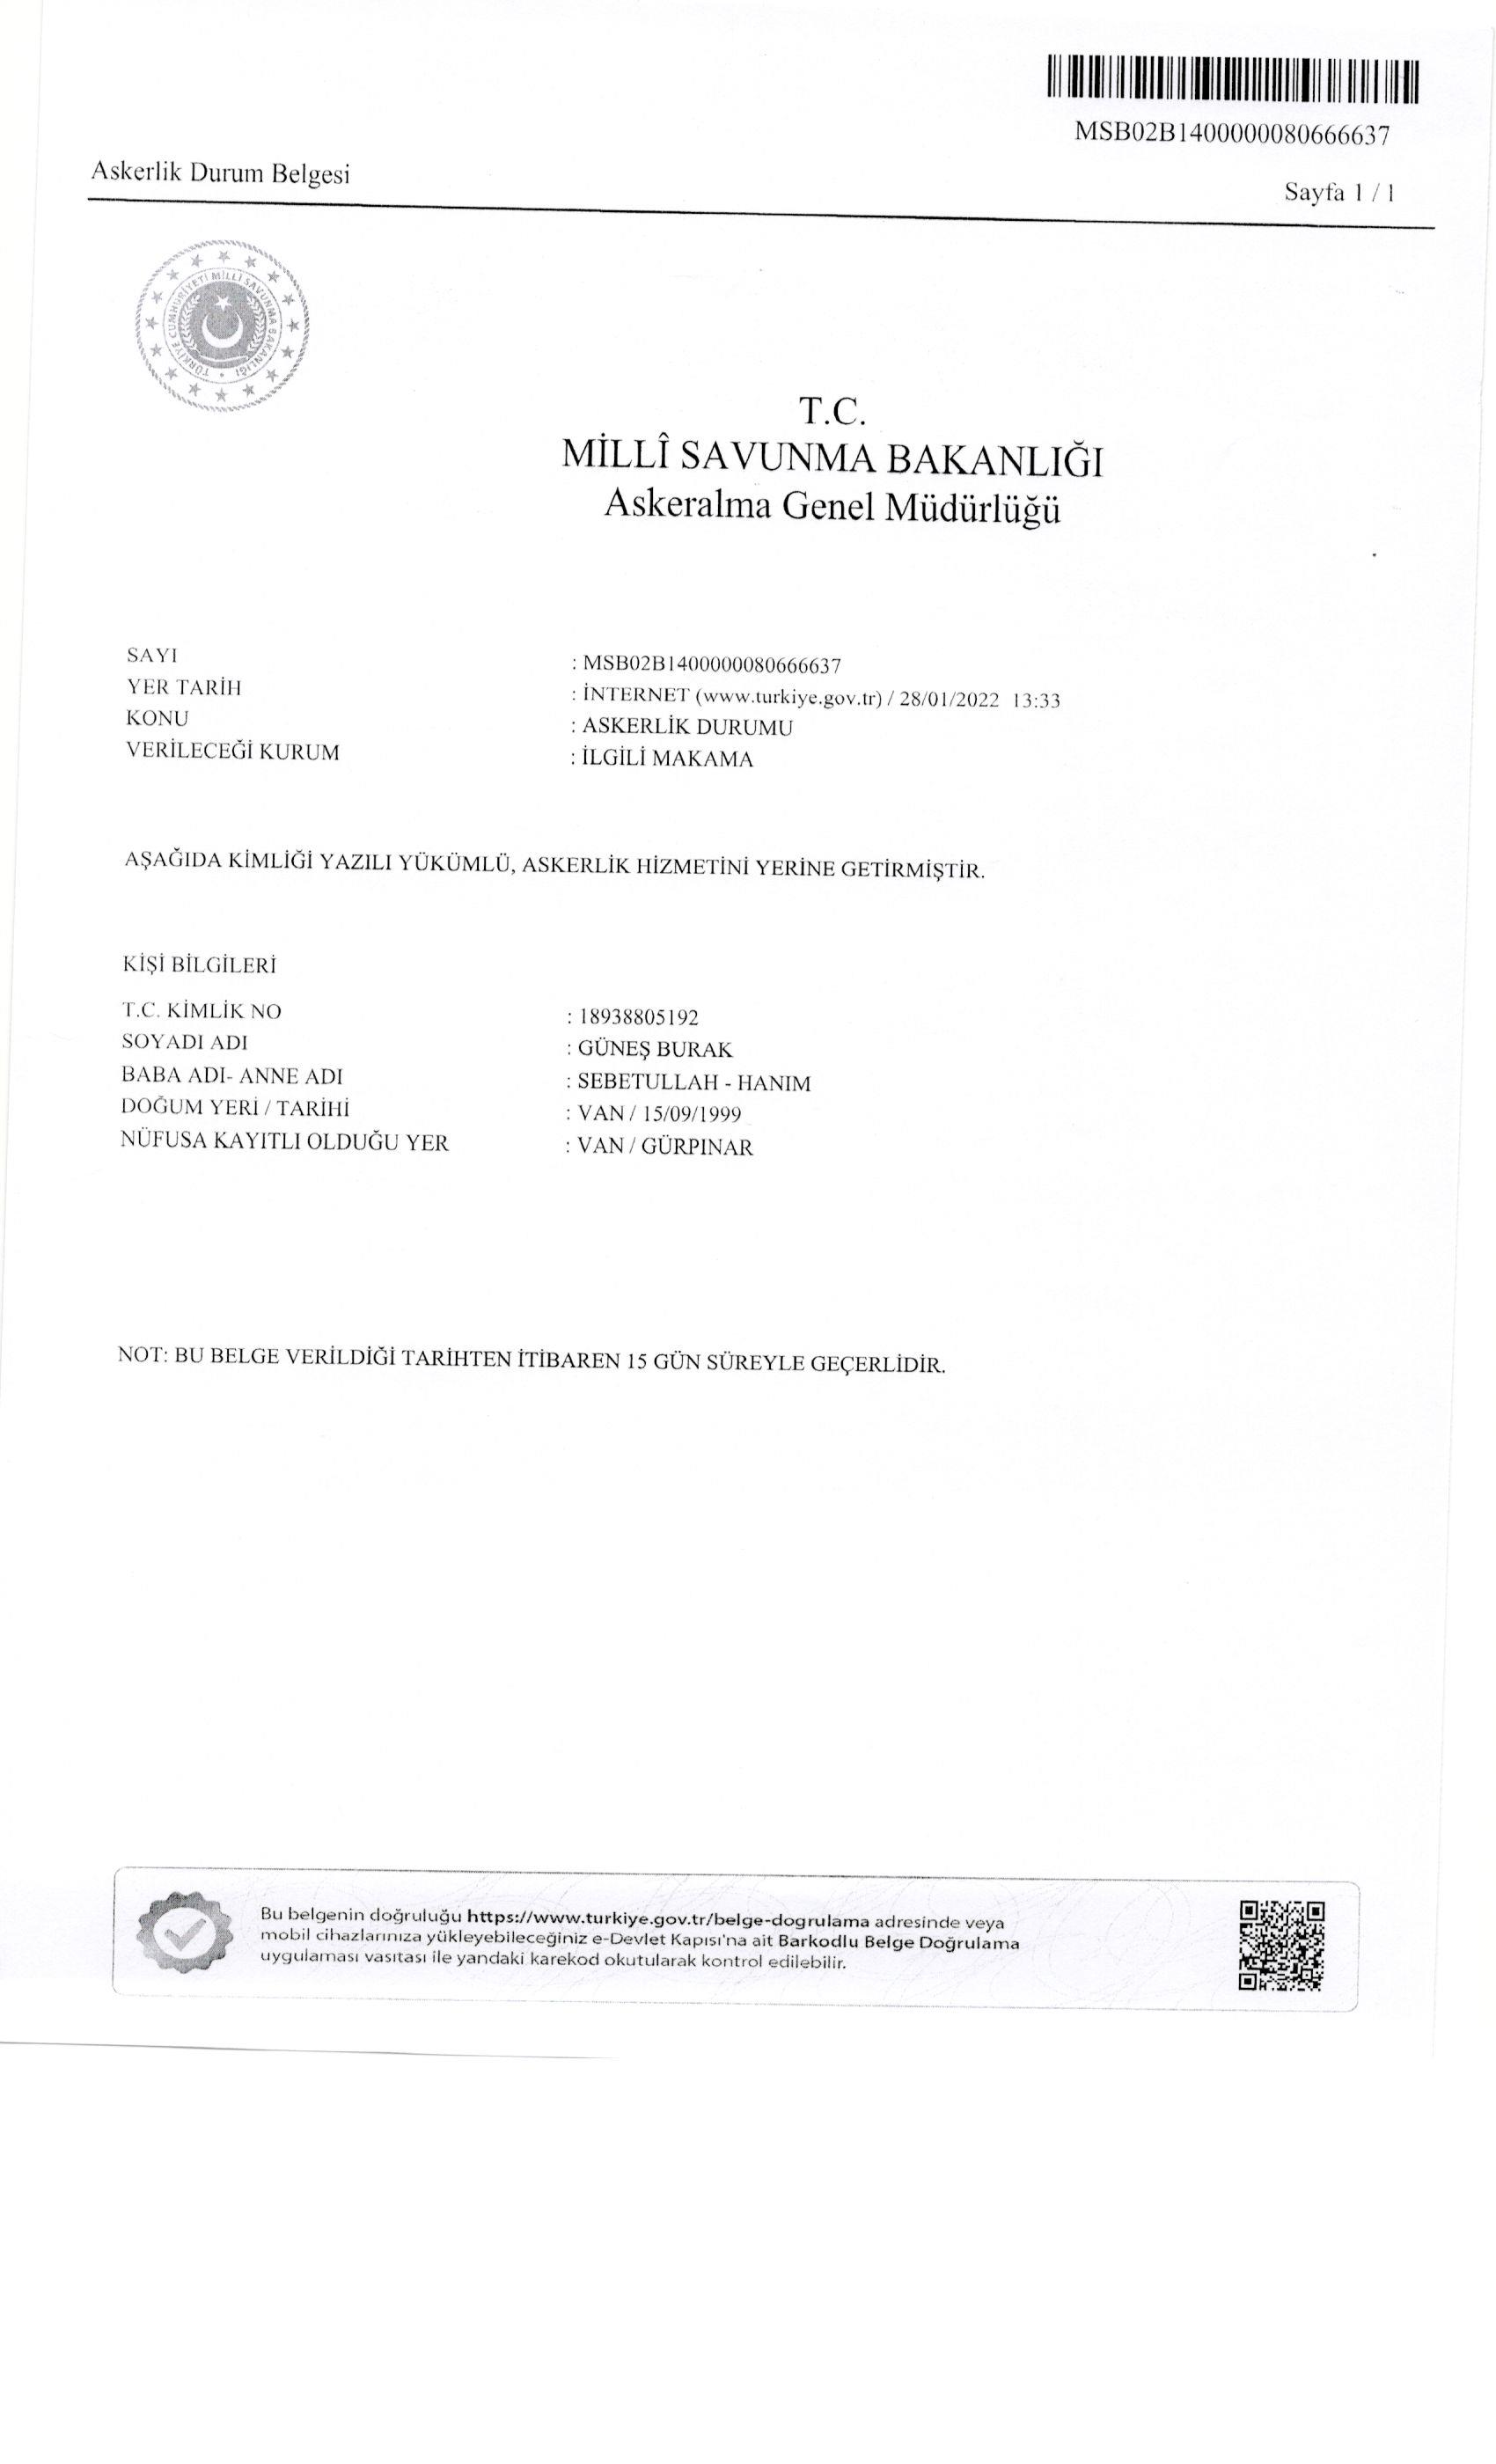 MSB02B1400000080666637
Askerlik Durum Belgesi
Sayfa 1 / 1
TÜRKİYE CUMHURİYETİ MİLLİ SAVUNMA BAKANLIĞI
T.C.
MİLLÎ SAVUNMA BAKANLIĞI
Askeralma Genel Müdürlüğü
SAYI : MSB02B1400000080666637
YER TARİH : İNTERNET (www.turkiye.gov.tr) / 28/01/2022 13:33
KONU : ASKERLİK DURUMU
VERİLECEĞİ KURUM : İLGİLİ MAKAMA
AŞAĞIDA KİMLİĞİ YAZILI YÜKÜMLÜ, ASKERLİK HİZMETİNİ YERİNE GETİRMİŞTİR.
KİŞİ BİLGİLERİ
T.C. KİMLİK NO : 18938805192
SOYADI ADI : GÜNEŞ BURAK
BABA ADI- ANNE ADI : SEBETULLAH - HANIM
DOĞUM YERİ / TARİHİ : VAN / 15/09/1999
NÜFUSA KAYITLI OLDUĞU YER : VAN / GÜRPINAR
NOT: BU BELGE VERİLDİĞİ TARİHTEN İTİBAREN 15 GÜN SÜREYLE GEÇERLİDİR.
Bu belgenin doğruluğu https://www.turkiye.gov.tr/belge-dogrulama adresinde veya
mobil cihazlarınıza yükleyebileceğiniz e-Devlet Kapısı'na ait Barkodlu Belge Doğrulama
uygulaması vasıtası ile yandaki karekod okutularak kontrol edilebilir.